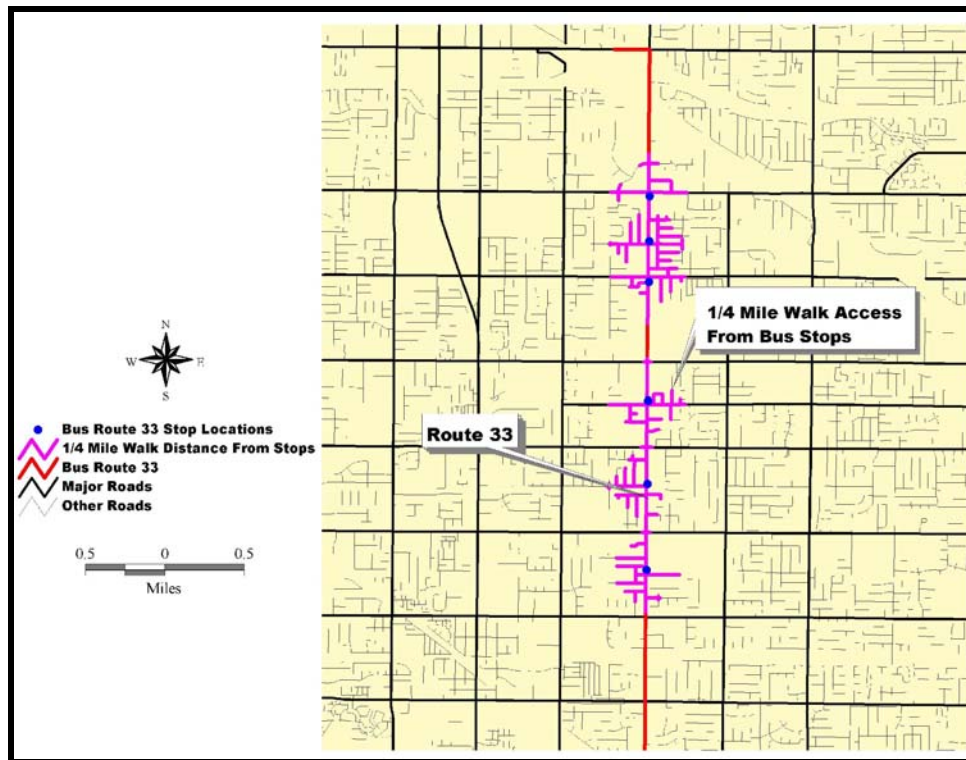 1/4 Mile Walk Access
From Bus Stops
Route 33
N
W E
S
Bus Route 33 Stop Locations
1/4 Mile Walk Distance From Stops
Bus Route 33
Major Roads
Other Roads
0.5 0 0.5
Miles